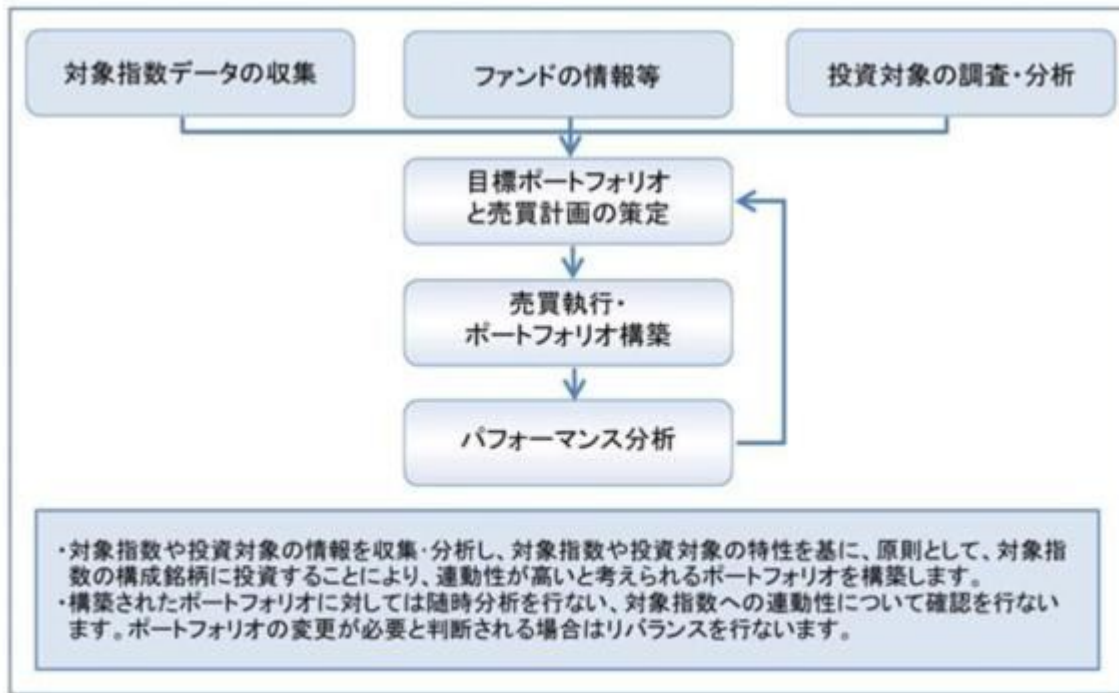 対象指数データの収集
ファンドの情報等
投資対象の調査・分析
目標ポートフォリオ
と売買計画の策定
売買執行・
ポートフォリオ構築
パフォーマンス分析
・対象指数や投資対象の情報を収集・分析し、対象指数や投資対象の特性を基に、原則として、対象指
数の構成銘柄に投資することにより、連動性が高いと考えられるポートフォリオを構築します。
・構築されたポートフォリオに対しては随時分析を行ない、対象指数への連動性について確認を行ない
ます。ポートフォリオの変更が必要と判断される場合はリバランスを行ないます。